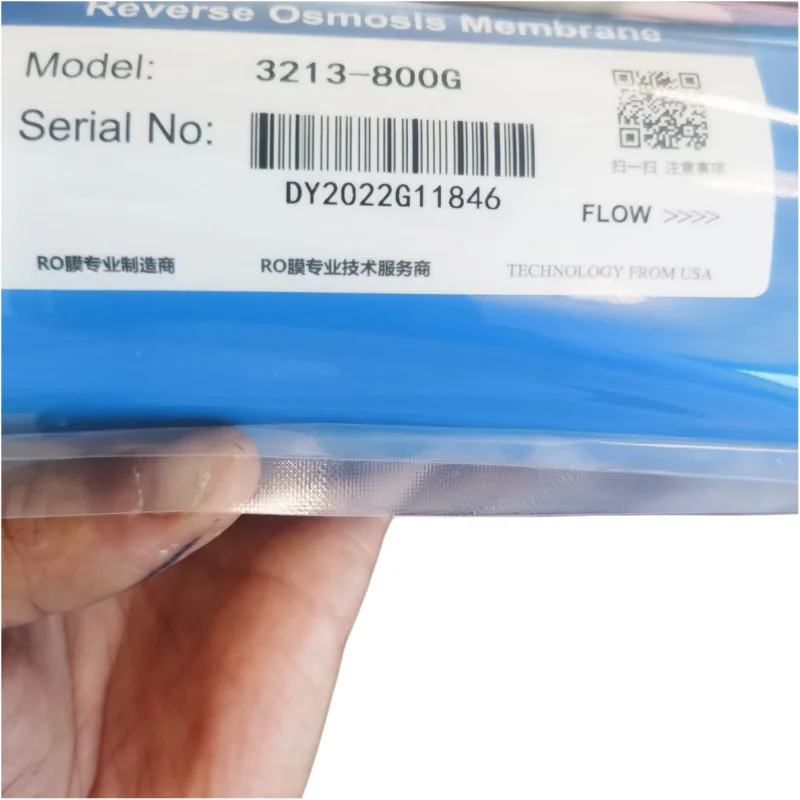 Reverse Osmosis Membrane
Model: 3213-800G
Serial No:
DY2022G11846
扫一扫 注意事项
FLOW >>>>
RO膜专业制造商 RO膜专业技术服务商 TECHNOLOGY FROM USA